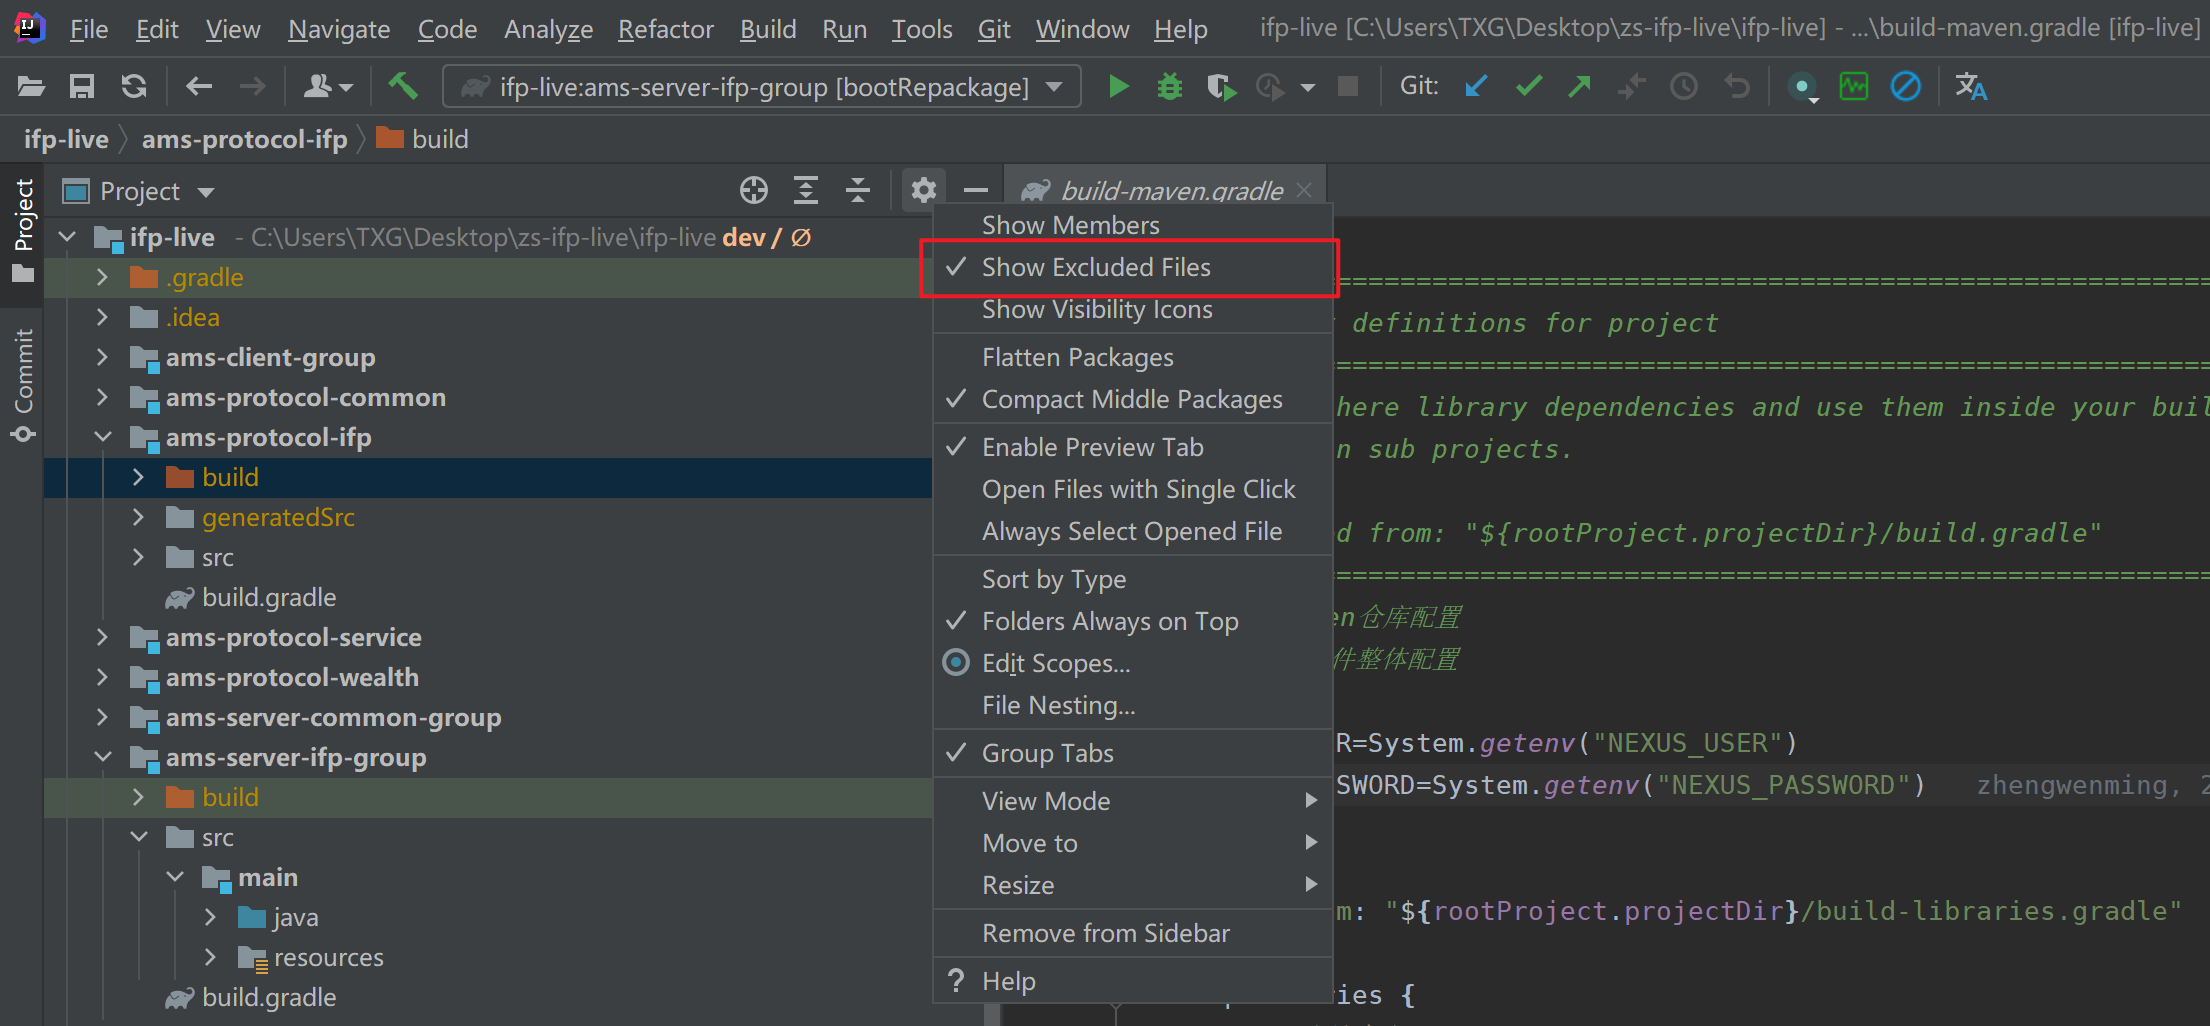 File Edit View Navigate Code Analyze Refactor Build Run Tools Git Window Help ifp-live [C:\Users\TXG\Desktop\zs-ifp-live\ifp-live] - ...\build-maven.gradle [ifp-live]
ifp-live:ams-server-ifp-group [bootRepackage] Git:
ifp-live ams-protocol-ifp build
Project
Commit
Project
ifp-live - C:\Users\TXG\Desktop\zs-ifp-live\ifp-live dev / ∅
.gradle
.idea
ams-client-group
ams-protocol-common
ams-protocol-ifp
build
generatedSrc
src
build.gradle
ams-protocol-service
ams-protocol-wealth
ams-server-common-group
ams-server-ifp-group
build
src
main
java
resources
build.gradle
Show Members
Show Excluded Files
Show Visibility Icons
Flatten Packages
Compact Middle Packages
Enable Preview Tab
Open Files with Single Click
Always Select Opened File
Sort by Type
Folders Always on Top
Edit Scopes...
File Nesting...
Group Tabs
View Mode
Move to
Resize
Remove from Sidebar
? Help
build-maven.gradle
=======================================================
definitions for project
=======================================================
here library dependencies and use them inside your buil
n sub projects.
d from: "${rootProject.projectDir}/build.gradle"
=======================================================
en仓库配置
件整体配置
R=System.getenv("NEXUS_USER")
SWORD=System.getenv("NEXUS_PASSWORD") zhengwenming, 2
m: "${rootProject.projectDir}/build-libraries.gradle"
ies {